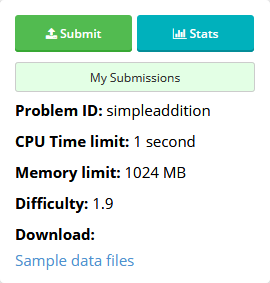 Submit
Stats
My Submissions
Problem ID: simpleaddition
CPU Time limit: 1 second
Memory limit: 1024 MB
Difficulty: 1.9
Download:
Sample data files